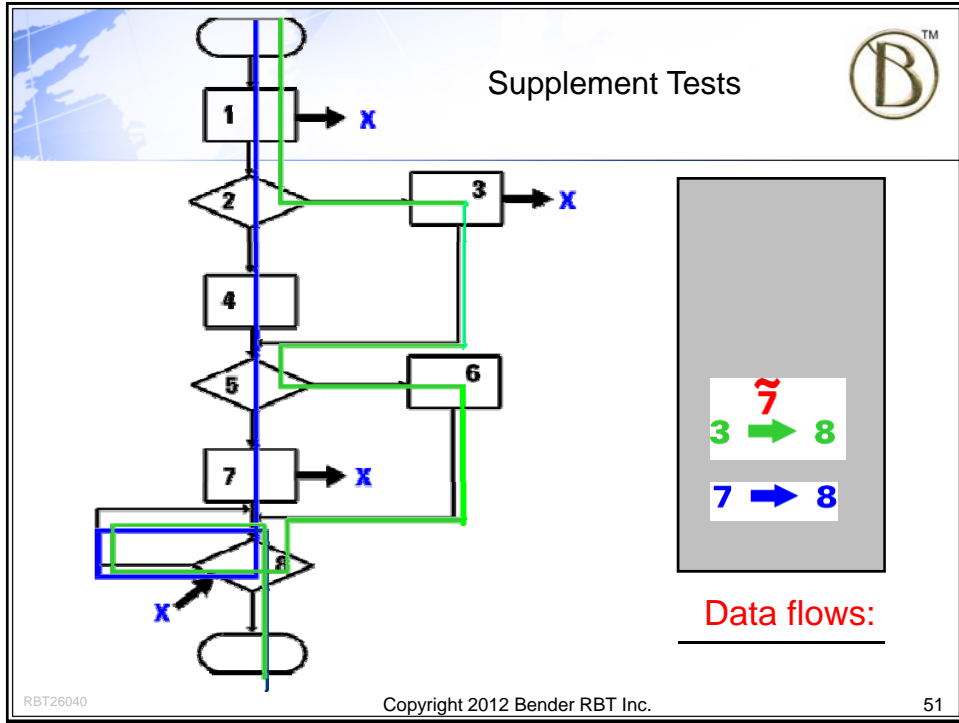 Supplement Tests
TM
B
1 X
2
3 X
4
5
6
7 X
8
X
~
7
3 8
7 8
Data flows:
RBT26040
Copyright 2012 Bender RBT Inc.
51